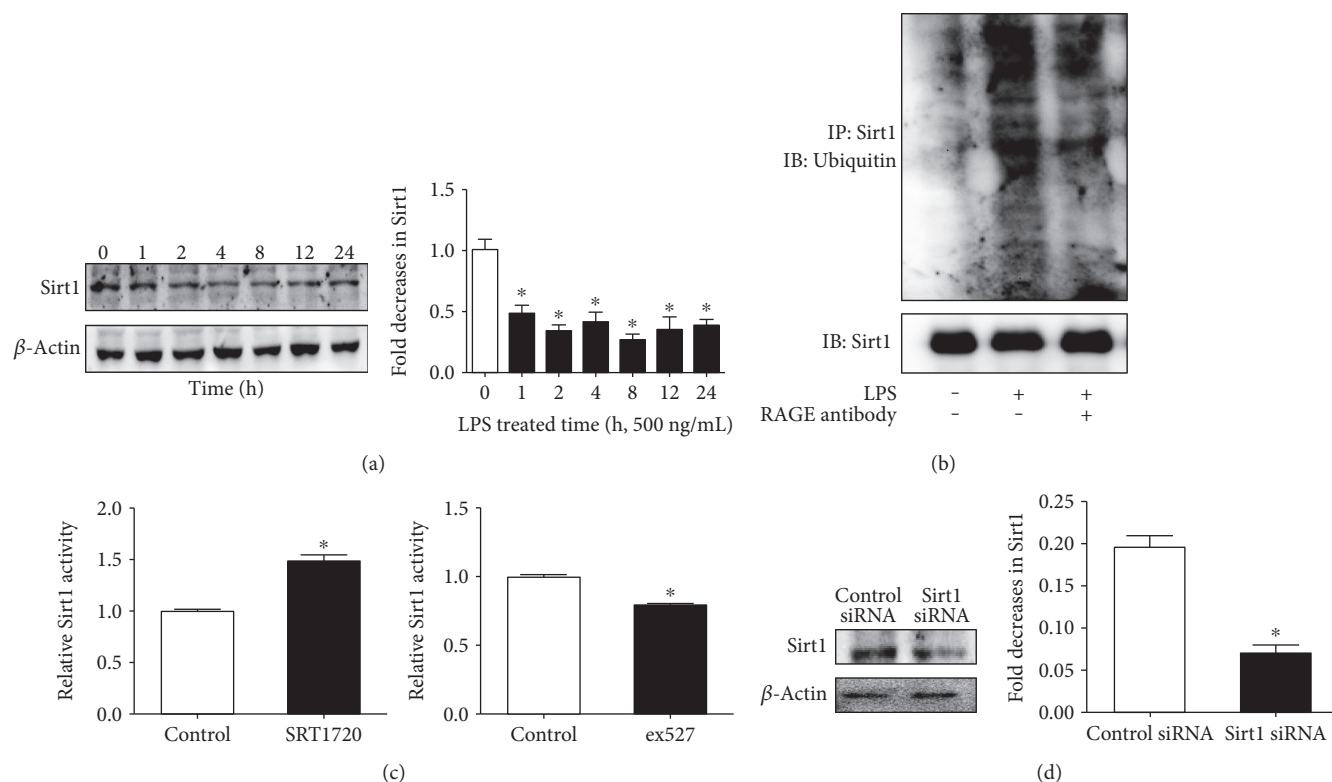 0 1 2 4 8 12 24
Sirt1
β-Actin
Time (h)
Fold decreases in Sirt1
1.5
1.0
0.5
0.0
* * * * * *
0 1 2 4 8 12 24
LPS treated time (h, 500 ng/mL)
(a)
IP: Sirt1
IB: Ubiquitin
IB: Sirt1
LPS - + +
RAGE antibody - - +
(b)
Relative Sirt1 activity
2.0
1.5
1.0
0.5
0.0
*
Control SRT1720
Relative Sirt1 activity
1.5
1.0
0.5
0.0
*
Control ex527
(c)
Control Sirt1
siRNA siRNA
Sirt1
β-Actin
Fold decreases in Sirt1
0.25
0.20
0.15
0.10
0.05
0.00
*
Control siRNA Sirt1 siRNA
(d)